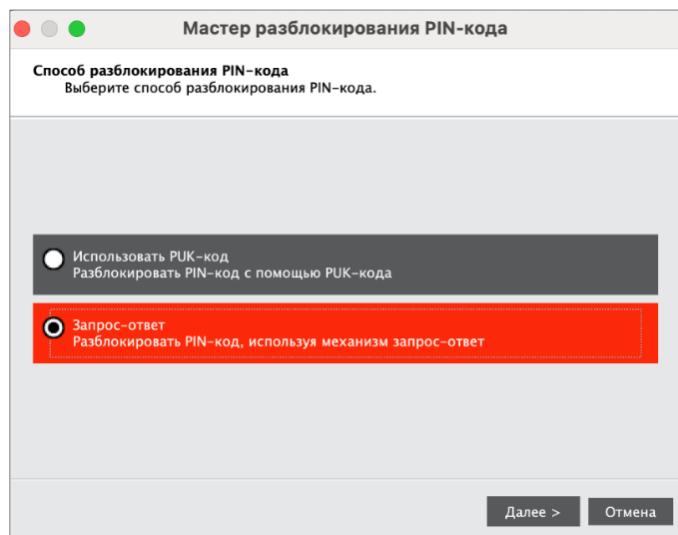 Мастер разблокирования PIN-кода
Способ разблокирования PIN-кода
Выберите способ разблокирования PIN-кода.
Использовать PUK-код
Разблокировать PIN-код с помощью PUK-кода
Запрос-ответ
Разблокировать PIN-код, используя механизм запрос-ответ
Далее >
Отмена